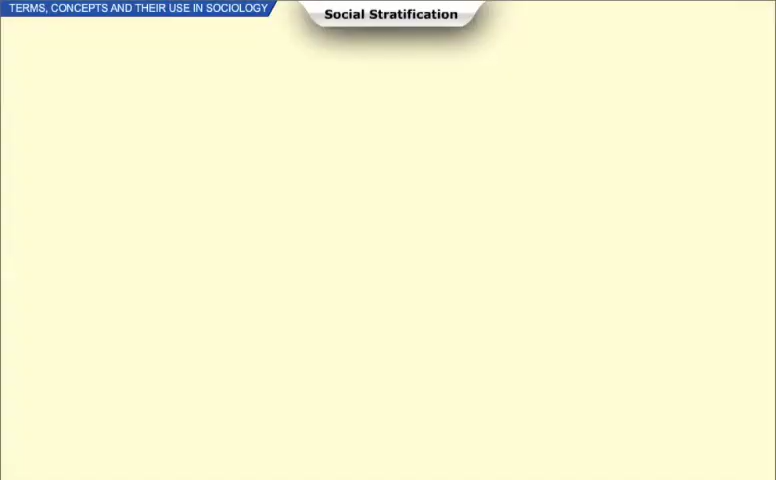 TERMS, CONCEPTS AND THEIR USE IN SOCIOLOGY
Social Stratification